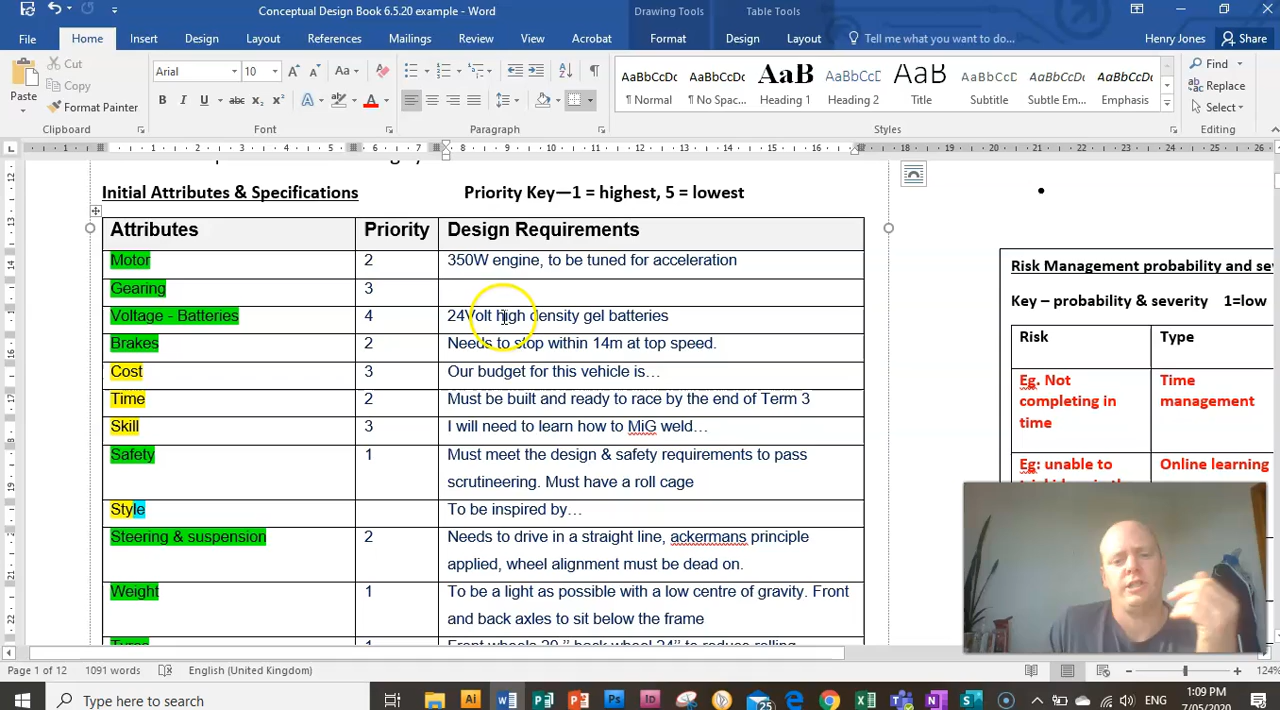 Conceptual Design Book 6.5.20 example - Word
Drawing Tools
Table Tools
File
Home
Insert
Design
Layout
References
Mailings
Review
View
Acrobat
Format
Design
Layout
Tell me what you want to do...
Henry Jones
Share
Cut
Copy
Paste
Format Painter
Arial
10
Clipboard
Font
Paragraph
AaBbCcDc
AaBbCcDc
AaB
AaBbCcD
AaB
AaBbCcD
AaBbCcD
AaBbCcDc
¶ Normal
¶ No Spac...
Heading 1
Heading 2
Title
Subtitle
Subtle Em...
Emphasis
Styles
Find
Replace
Select
Editing
Initial Attributes & Specifications
Priority Key—1 = highest, 5 = lowest
Attributes Priority Design Requirements
Motor 2 350W engine, to be tuned for acceleration
Gearing 3
Voltage - Batteries 4 24Volt high density gel batteries
Brakes 2 Needs to stop within 14m at top speed.
Cost 3 Our budget for this vehicle is…
Time 2 Must be built and ready to race by the end of Term 3
Skill 3 I will need to learn how to MiG weld…
Safety 1 Must meet the design & safety requirements to pass
scrutineering. Must have a roll cage
Style To be inspired by…
Steering & suspension 2 Needs to drive in a straight line, ackermans principle
applied, wheel alignment must be dead on.
Weight 1 To be a light as possible with a low centre of gravity. Front
and back axles to sit below the frame
Risk Management probability and se
Key – probability & severity 1=low
Risk Type
Eg. Not Time
completing in management
time
Eg: unable to Online learning
Page 1 of 12
1091 words
English (United Kingdom)
124%
Type here to search
25
ENG
1:09 PM
7/05/2020